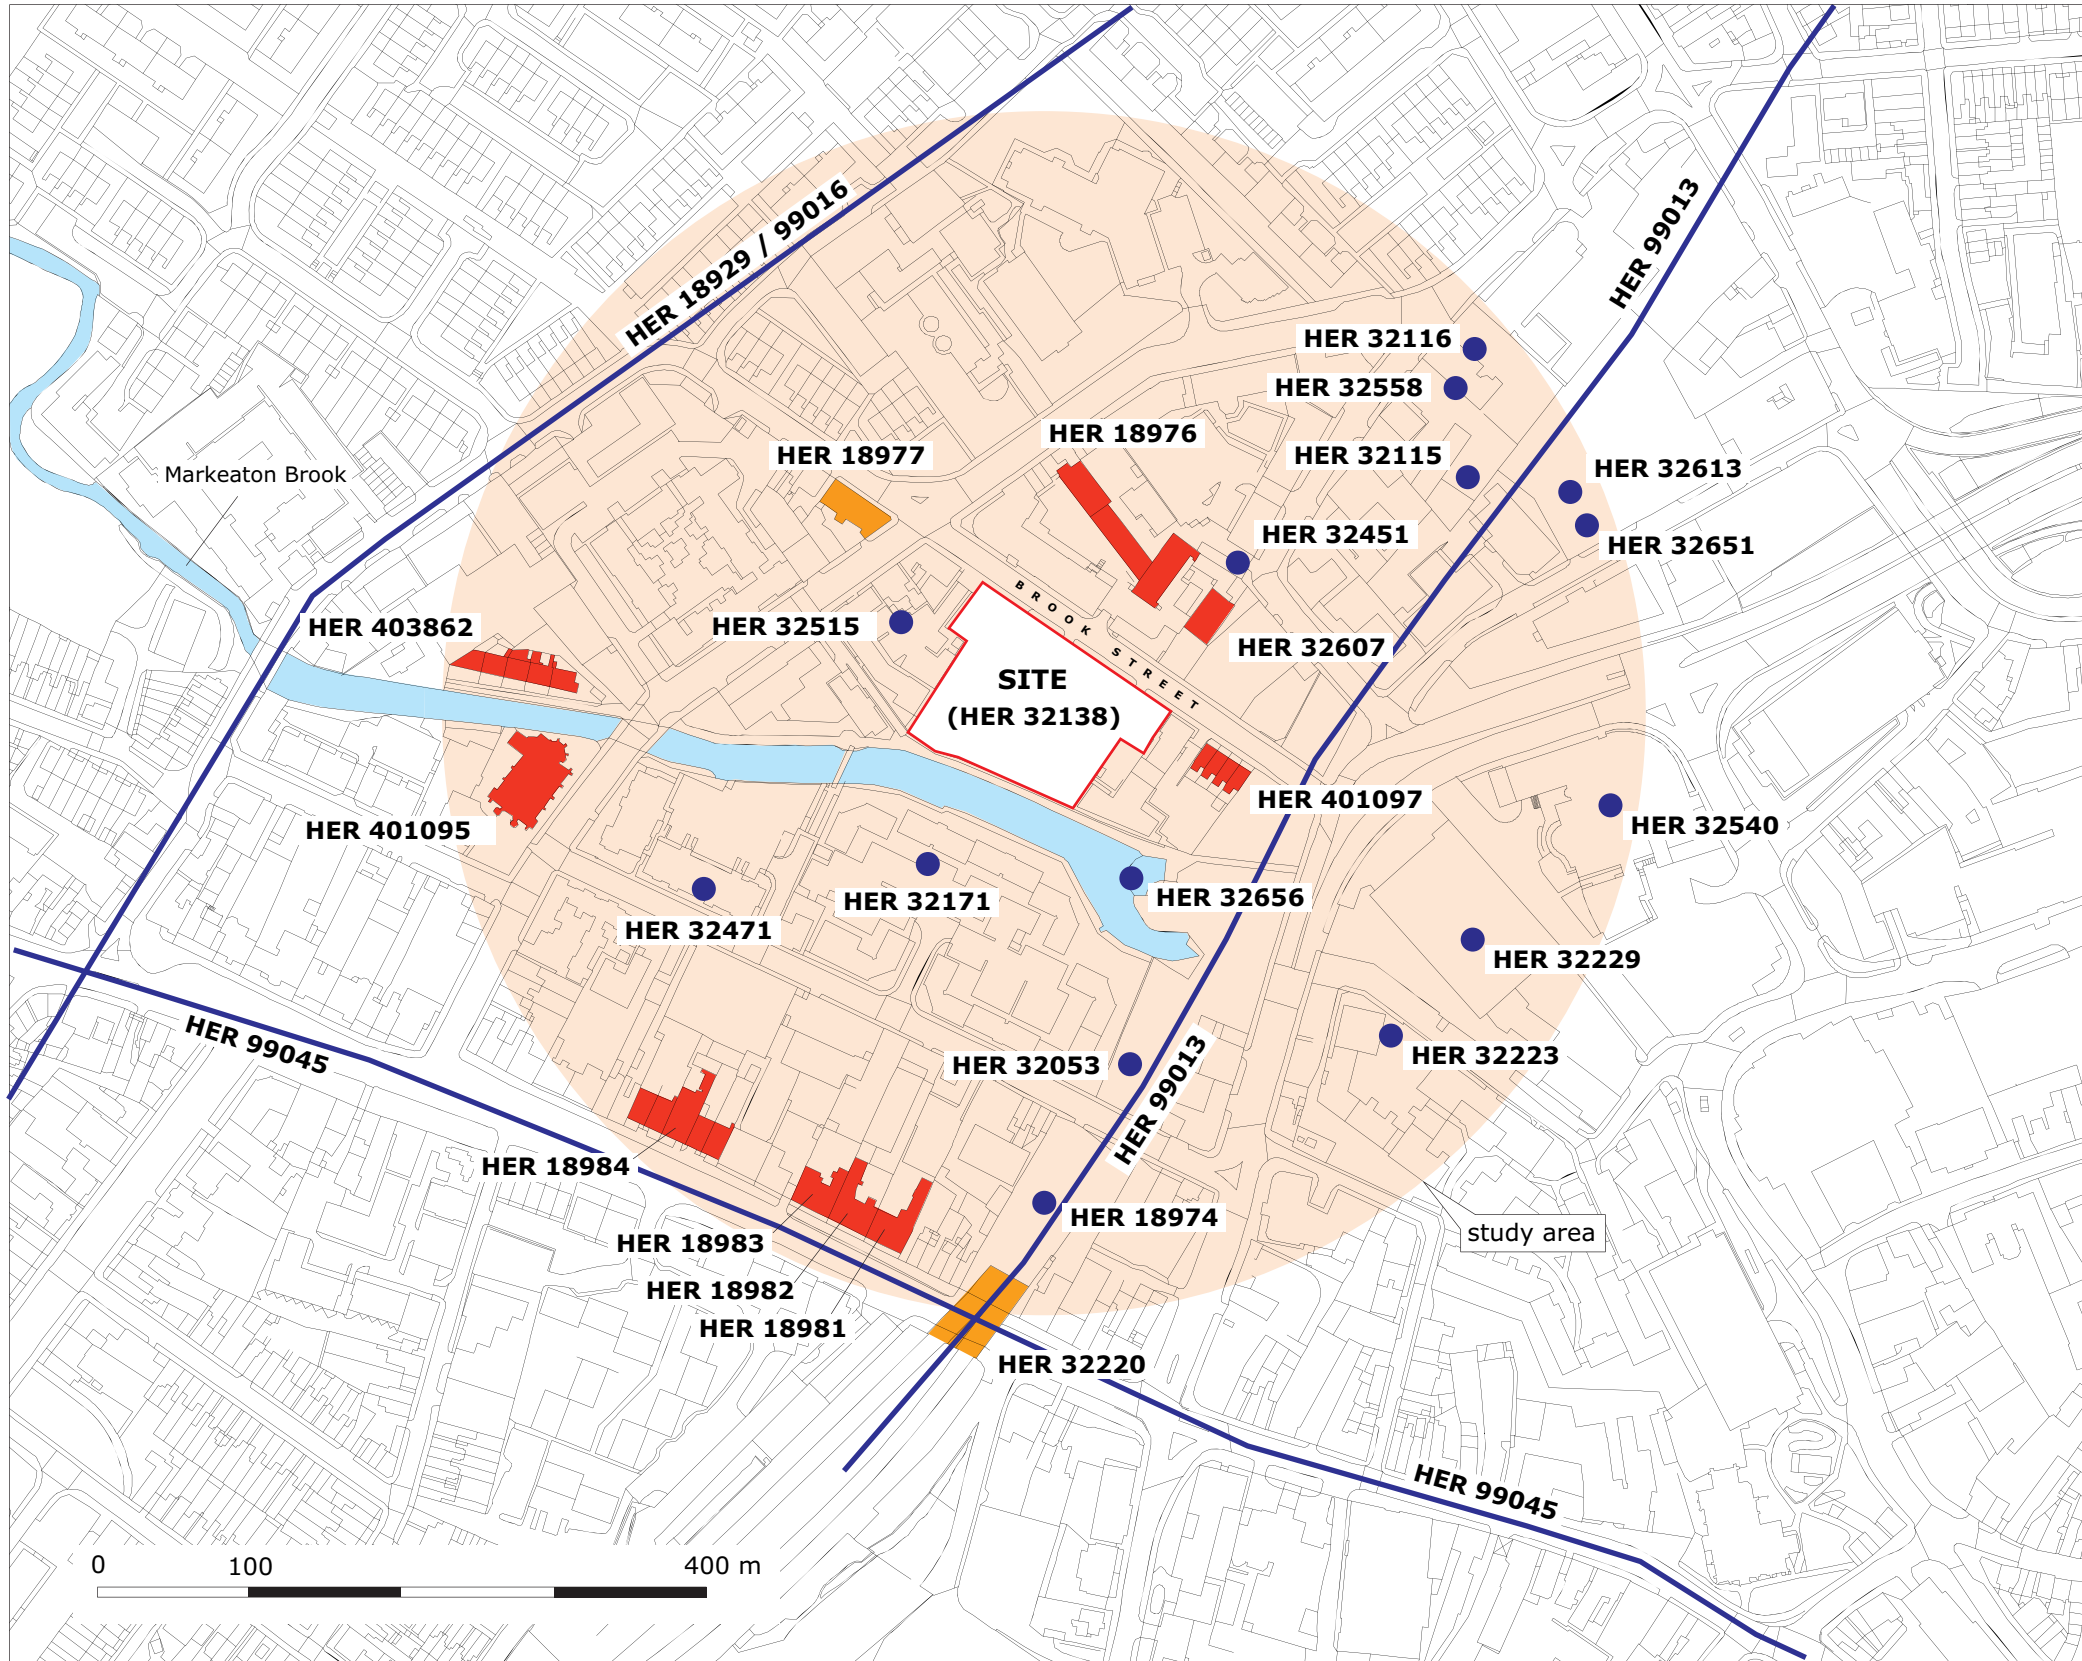 HER 18929 / 99016
HER 99013
HER 32116
HER 32558
HER 18976
HER 18977
HER 32115
HER 32613
Markeaton Brook
HER 32451
HER 32651
BROOK STREET
HER 403862
HER 32515
HER 32607
SITE
(HER 32138)
HER 401097
HER 401095
HER 32540
HER 32171
HER 32656
HER 32471
HER 32229
HER 99045
HER 32053
HER 99013
HER 32223
HER 18984
HER 18974
study area
HER 18983
HER 18982
HER 18981
HER 32220
HER 99045
0 100 400 m